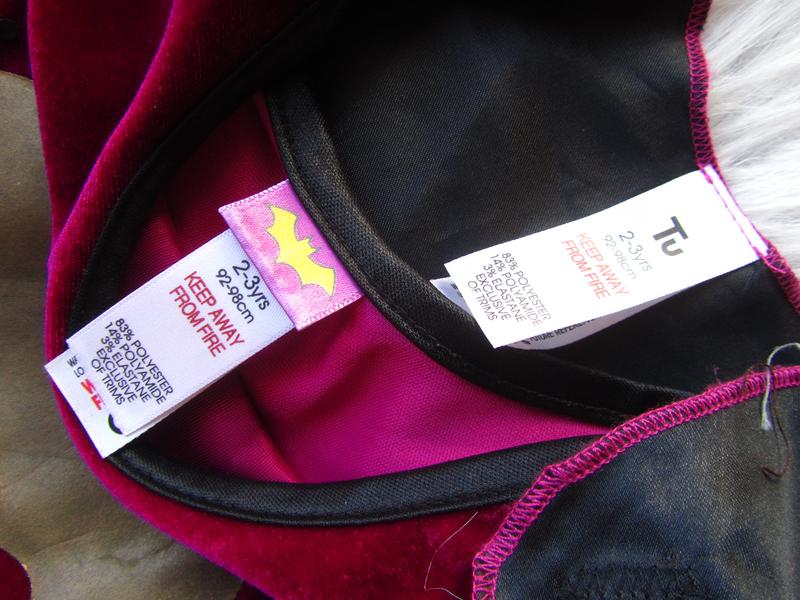 2-3yrs
92-98cm
KEEP AWAY
FROM FIRE
83% POLYESTER
14% POLYAMIDE
3% ELASTANE
EXCLUSIVE
OF TRIMS
Tu
2-3yrs
92-98cm
KEEP AWAY
FROM FIRE
83% POLYESTER
14% POLYAMIDE
3% ELASTANE
EXCLUSIVE
OF TRIMS